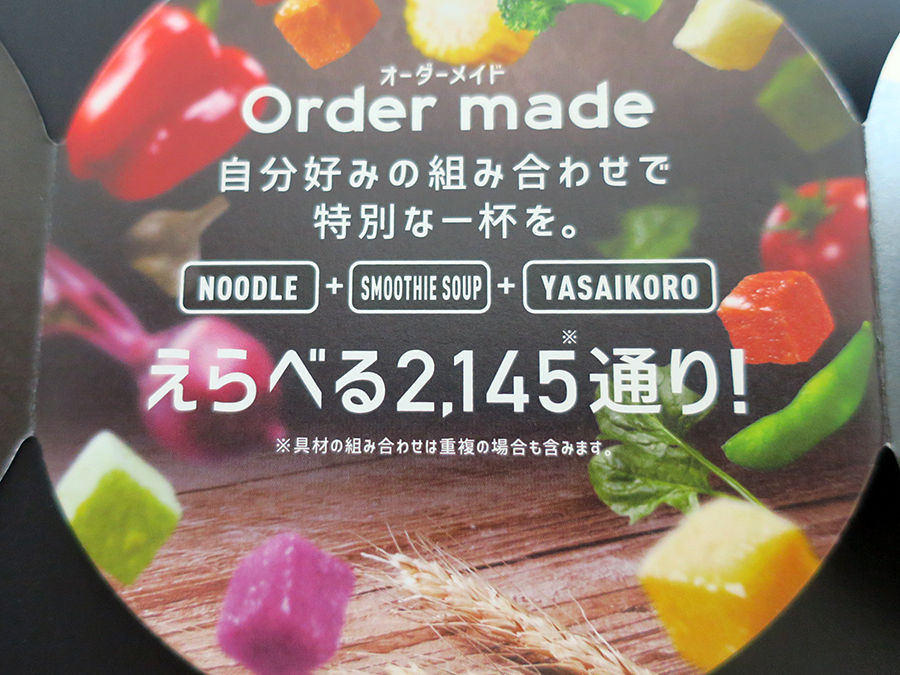 オーダーメイド
Order made
自分好みの組み合わせで
特別な一杯を。
NOODLE + SMOOTHIE SOUP + YASAIKORO
えらべる2,145※通り!
※具材の組み合わせは重複の場合も含みます。